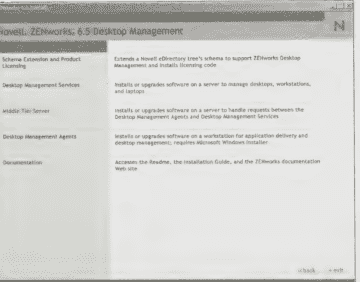 Novell. ZENworks. 6.5 Desktop Management
N
Schema Extension and Product
Licensing
Extends a Novell eDirectory tree's schema to support ZENworks Desktop
Management and installs licensing code
Desktop Management Services
Installs or upgrades software on a server to manage desktops, workstations,
and laptops
Middle Tier Server
Installs or upgrades software on a server to handle requests between the
Desktop Management Agents and Desktop Management Services
Desktop Management Agents
Installs or upgrades software on a workstation for application delivery and
desktop management; requires Microsoft Windows Installer
Documentation
Accesses the Readme, the Installation Guide, and the ZENworks documentation
Web site
‹ back
× exit